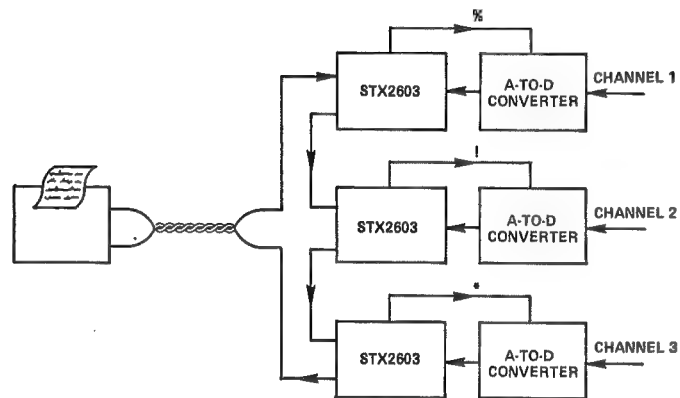 %
STX2603
A-TO-D
CONVERTER
CHANNEL 1
!
STX2603
A-TO-D
CONVERTER
CHANNEL 2
*
STX2603
A-TO-D
CONVERTER
CHANNEL 3